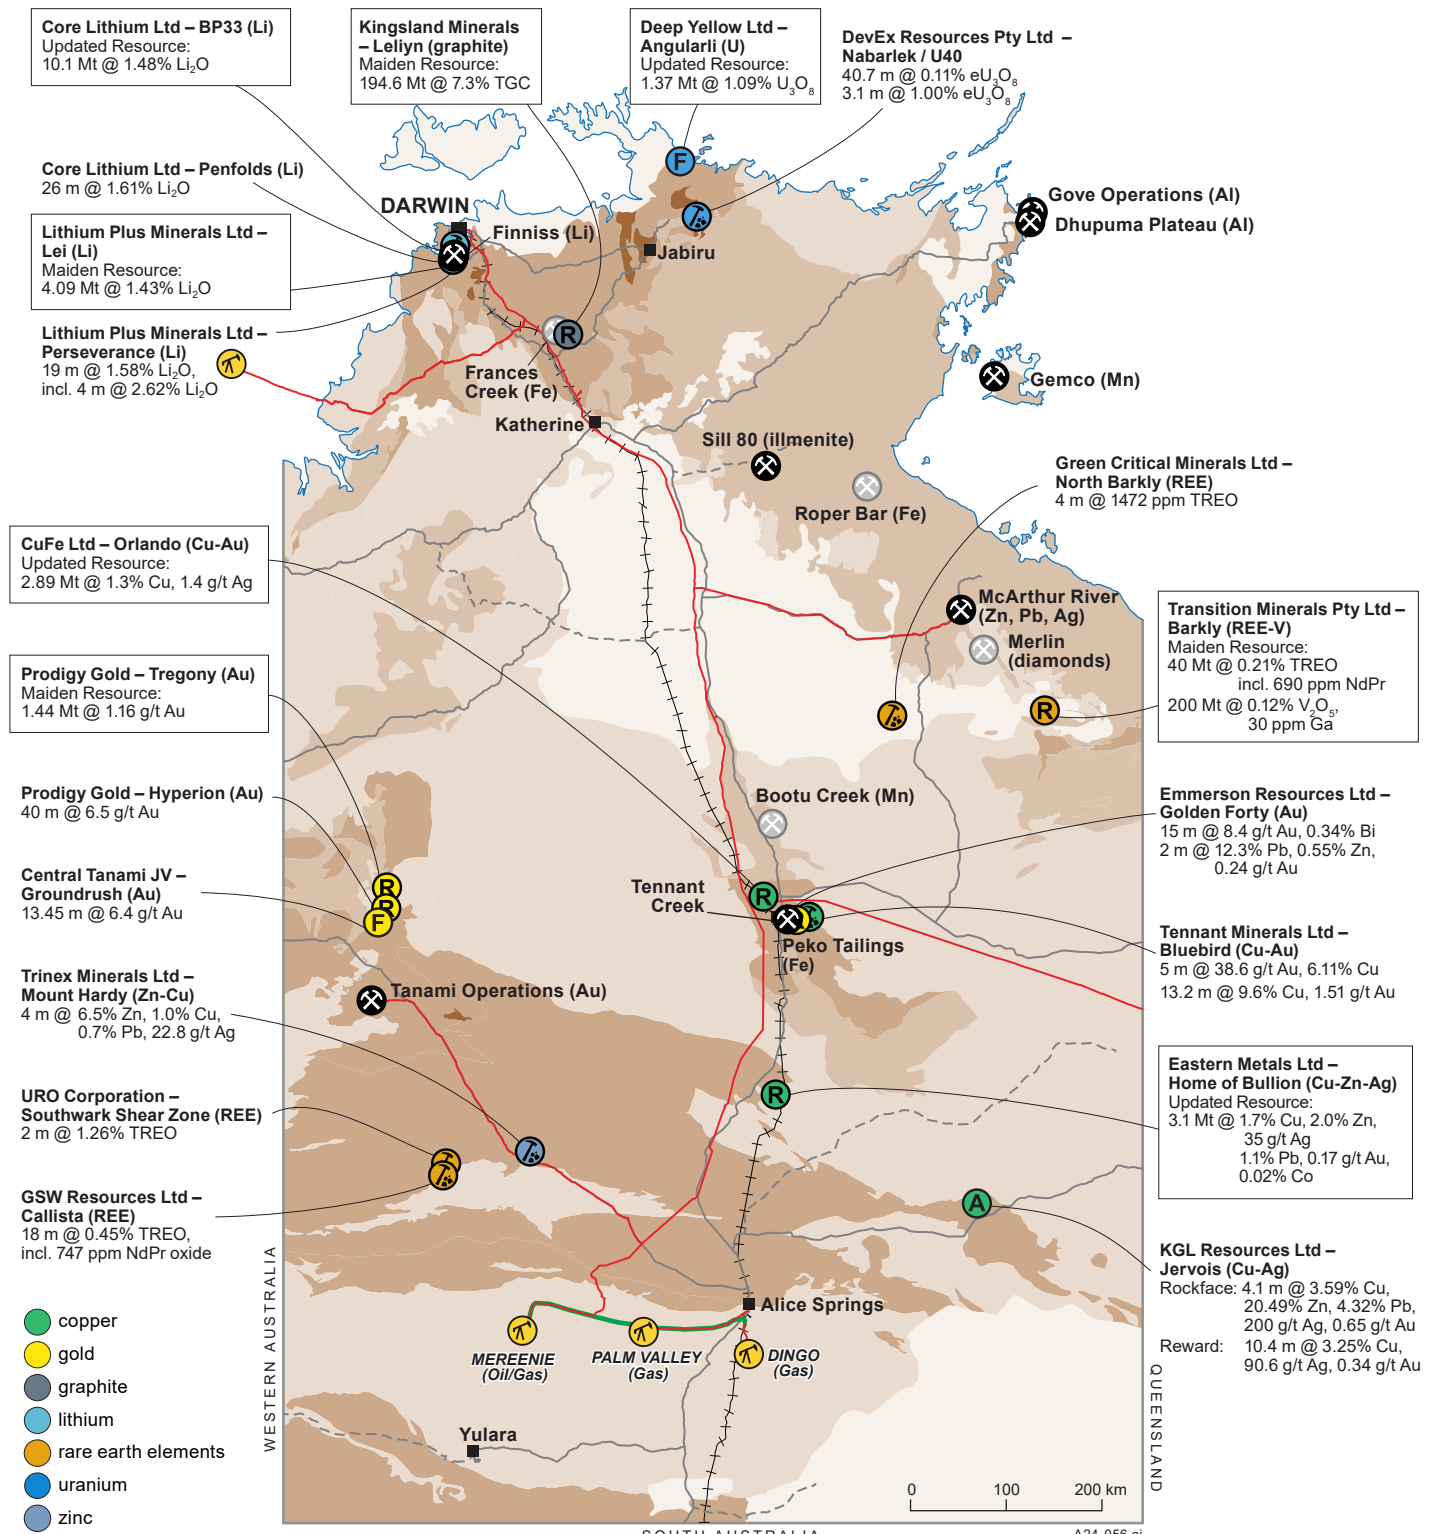 Core Lithium Ltd – BP33 (Li)
Updated Resource:
10.1 Mt @ 1.48% Li2O
Kingsland Minerals
– Leliyn (graphite)
Maiden Resource:
194.6 Mt @ 7.3% TGC
Deep Yellow Ltd –
Angularli (U)
Updated Resource:
1.37 Mt @ 1.09% U3O8
DevEx Resources Pty Ltd –
Nabarlek / U40
40.7 m @ 0.11% eU3O8
3.1 m @ 1.00% eU3O8
Core Lithium Ltd – Penfolds (Li)
26 m @ 1.61% Li2O
Lithium Plus Minerals Ltd –
Lei (Li)
Maiden Resource:
4.09 Mt @ 1.43% Li2O
Lithium Plus Minerals Ltd –
Perseverance (Li)
19 m @ 1.58% Li2O,
incl. 4 m @ 2.62% Li2O
DARWIN
Finniss (Li)
F
Jabiru
Gove Operations (Al)
Dhupuma Plateau (Al)
R
Frances
Creek (Fe)
Katherine
Gemco (Mn)
Sill 80 (illmenite)
Roper Bar (Fe)
Green Critical Minerals Ltd –
North Barkly (REE)
4 m @ 1472 ppm TREO
CuFe Ltd – Orlando (Cu-Au)
Updated Resource:
2.89 Mt @ 1.3% Cu, 1.4 g/t Ag
McArthur River
(Zn, Pb, Ag)
Merlin
(diamonds)
R
Transition Minerals Pty Ltd –
Barkly (REE-V)
Maiden Resource:
40 Mt @ 0.21% TREO
incl. 690 ppm NdPr
200 Mt @ 0.12% V2O5,
30 ppm Ga
Prodigy Gold – Tregony (Au)
Maiden Resource:
1.44 Mt @ 1.16 g/t Au
Prodigy Gold – Hyperion (Au)
40 m @ 6.5 g/t Au
Central Tanami JV –
Groundrush (Au)
13.45 m @ 6.4 g/t Au
R
R
F
Bootu Creek (Mn)
Tennant
Creek
R
Peko Tailings
(Fe)
Emmerson Resources Ltd –
Golden Forty (Au)
15 m @ 8.4 g/t Au, 0.34% Bi
2 m @ 12.3% Pb, 0.55% Zn,
0.24 g/t Au
Tennant Minerals Ltd –
Bluebird (Cu-Au)
5 m @ 38.6 g/t Au, 6.11% Cu
13.2 m @ 9.6% Cu, 1.51 g/t Au
Trinex Minerals Ltd –
Mount Hardy (Zn-Cu)
4 m @ 6.5% Zn, 1.0% Cu,
0.7% Pb, 22.8 g/t Ag
Tanami Operations (Au)
URO Corporation –
Southwark Shear Zone (REE)
2 m @ 1.26% TREO
GSW Resources Ltd –
Callista (REE)
18 m @ 0.45% TREO,
incl. 747 ppm NdPr oxide
R
Eastern Metals Ltd –
Home of Bullion (Cu-Zn-Ag)
Updated Resource:
3.1 Mt @ 1.7% Cu, 2.0% Zn,
35 g/t Ag
1.1% Pb, 0.17 g/t Au,
0.02% Co
A
KGL Resources Ltd –
Jervois (Cu-Ag)
Rockface: 4.1 m @ 3.59% Cu,
20.49% Zn, 4.32% Pb,
200 g/t Ag, 0.65 g/t Au
Reward: 10.4 m @ 3.25% Cu,
90.6 g/t Ag, 0.34 g/t Au
Alice Springs
MEREENIE
(Oil/Gas)
PALM VALLEY
(Gas)
DINGO
(Gas)
Yulara
WESTERN AUSTRALIA
QUEENSLAND
copper
gold
graphite
lithium
rare earth elements
uranium
zinc
0 100 200 km
SOUTH AUSTRALIA
A24-056.ai